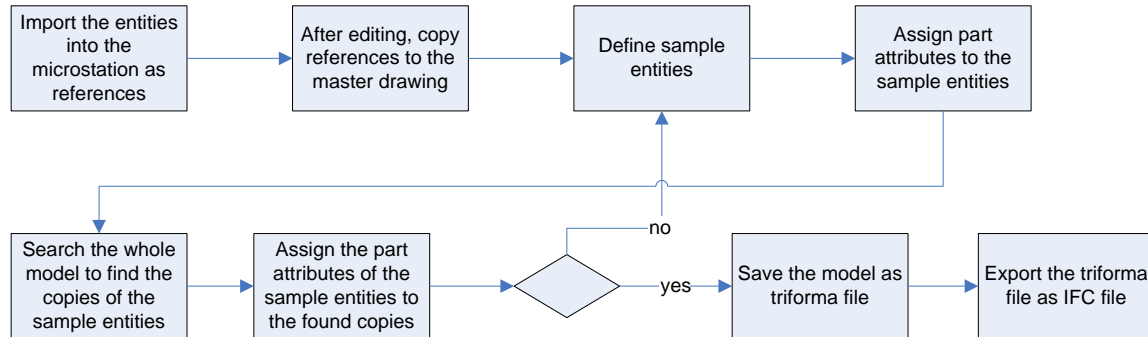 Import the entities
into the
microstation as
references
After editing, copy
references to the
master drawing
Define sample
entities
Assign part
attributes to the
sample entities
Search the whole
model to find the
copies of the
sample entities
Assign the part
attributes of the
sample entities to
the found copies
no
yes
Save the model as
triforma file
Export the triforma
file as IFC file